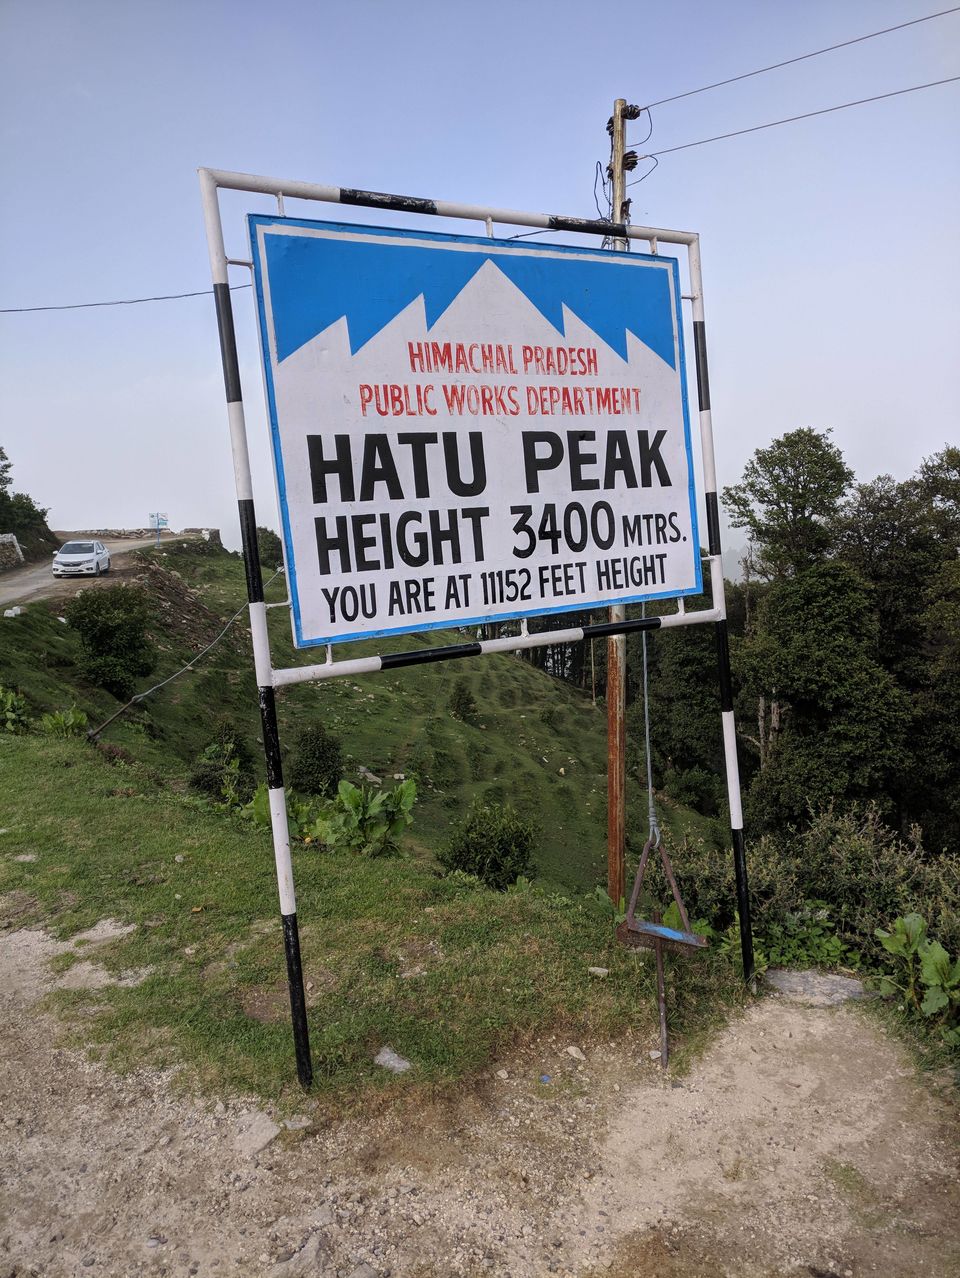 HIMACHAL PRADESH
PUBLIC WORKS DEPARTMENT
HATU PEAK
HEIGHT 3400 MTRS.
YOU ARE AT 11152 FEET HEIGHT